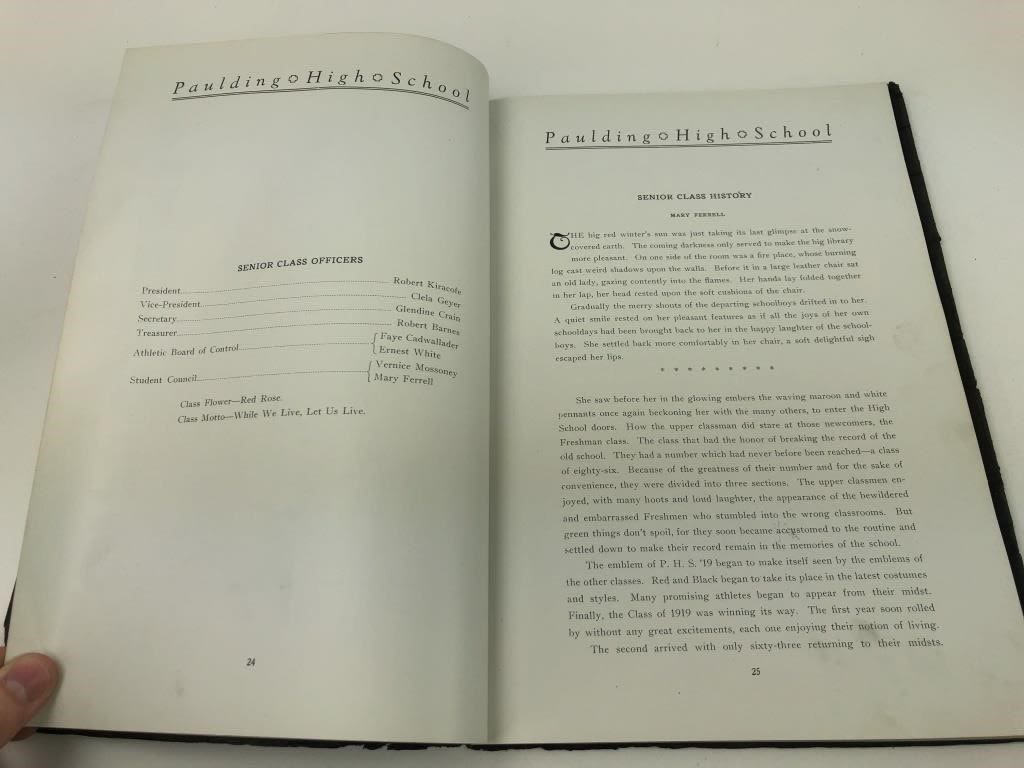 Paulding ۞ High ۞ School
SENIOR CLASS OFFICERS
President Robert Kiracofe
Vice-President Clela Geyer
Secretary Glendine Crain
Treasurer Robert Barnes
Athletic Board of Control { Faye Cadwallader
Ernest White
Student Council { Vernice Mossoney
Mary Ferrell
Class Flower—Red Rose.
Class Motto—While We Live, Let Us Live.
24
Paulding ۞ High ۞ School
SENIOR CLASS HISTORY
MARY FERRELL
THE big red winter's sun was just taking its last glimpse at the snow-
covered earth. The coming darkness only served to make the big library
more pleasant. On one side of the room was a fire place, whose burning
log cast weird shadows upon the walls. Before it in a large leather chair sat
an old lady, gazing contently into the flames. Her hands lay folded together
in her lap, her head rested upon the soft cushions of the chair.
Gradually the merry shouts of the departing schoolboys drifted in to her.
A quiet smile rested on her pleasant features as if all the joys of her own
schooldays had been brought back to her in the happy laughter of the school-
boys. She settled back more comfortably in her chair, a soft delightful sigh
escaped her lips.
* * * * * * * * *
She saw before her in the glowing embers the waving maroon and white
pennants once again beckoning her with the many others, to enter the High
School doors. How the upper classman did stare at those newcomers, the
Freshman class. The class that had the honor of breaking the record of the
old school. They had a number which had never before been reached—a class
of eighty-six. Because of the greatness of their number and for the sake of
convenience, they were divided into three sections. The upper classmen en-
joyed, with many hoots and loud laughter, the appearance of the bewildered
and embarrassed Freshmen who stumbled into the wrong classrooms. But
green things don't spoil, for they soon became accustomed to the routine and
settled down to make their record remain in the memories of the school.
The emblem of P. H. S. '19 began to make itself seen by the emblems of
the other classes. Red and Black began to take its place in the latest costumes
and styles. Many promising athletes began to appear from their midst.
Finally, the Class of 1919 was winning its way. The first year soon rolled
by without any great excitements, each one enjoying their notion of living.
The second arrived with only sixty-three returning to their midsts.
25